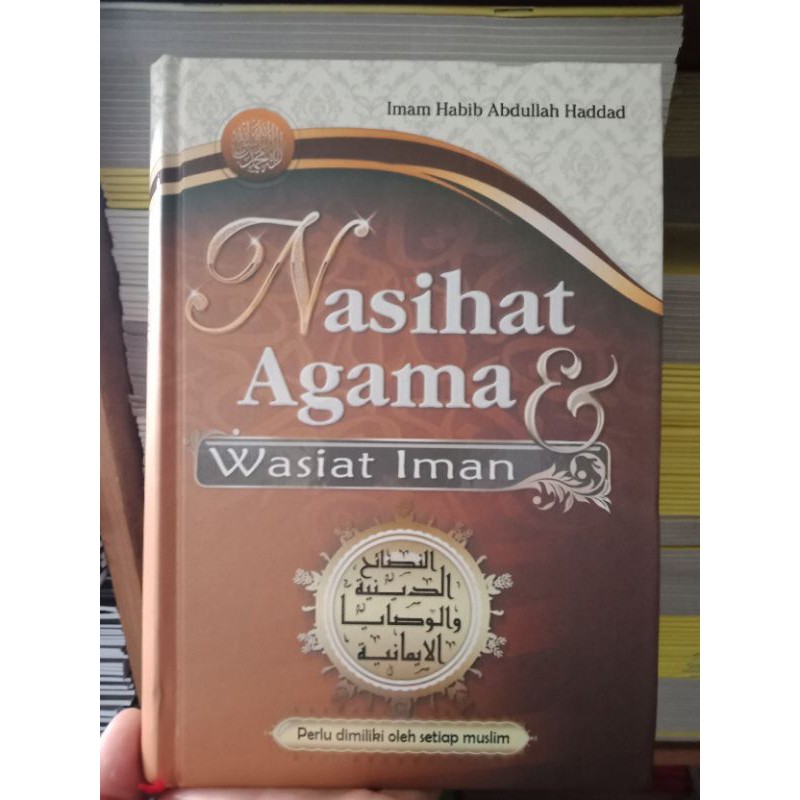 Imam Habib Abdullah Haddad
Nasihat
Agama &
Wasiat Iman
النصائح
الدينية
والوصايا
الايمانية
Perlu dimiliki oleh setiap muslim